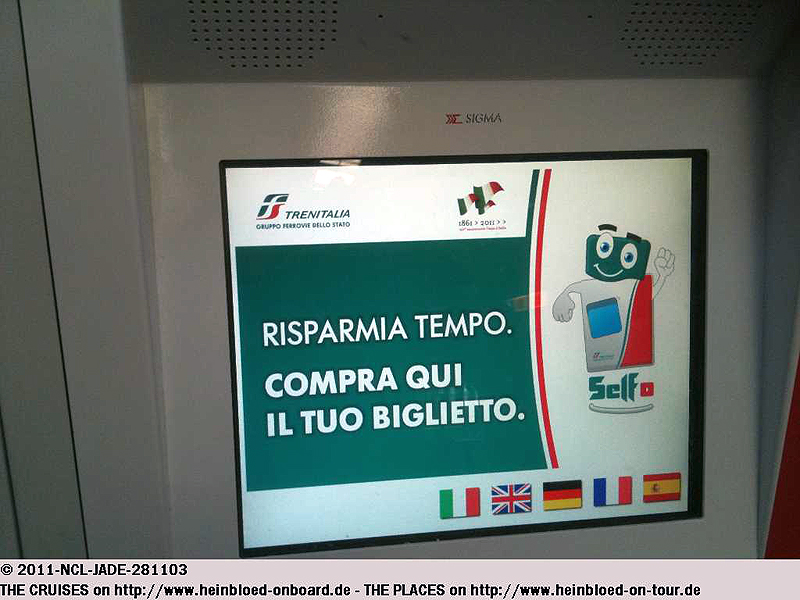 SIGMA
TRENITALIA
GRUPPO FERROVIE DELLO STATO
1861 > 2011 > >
RISPARMIA TEMPO.
COMPRA QUI
IL TUO BIGLIETTO.
Selfo
© 2011-NCL-JADE-281103
THE CRUISES on http://www.heinbloed-onboard.de - THE PLACES on http://www.heinbloed-on-tour.de